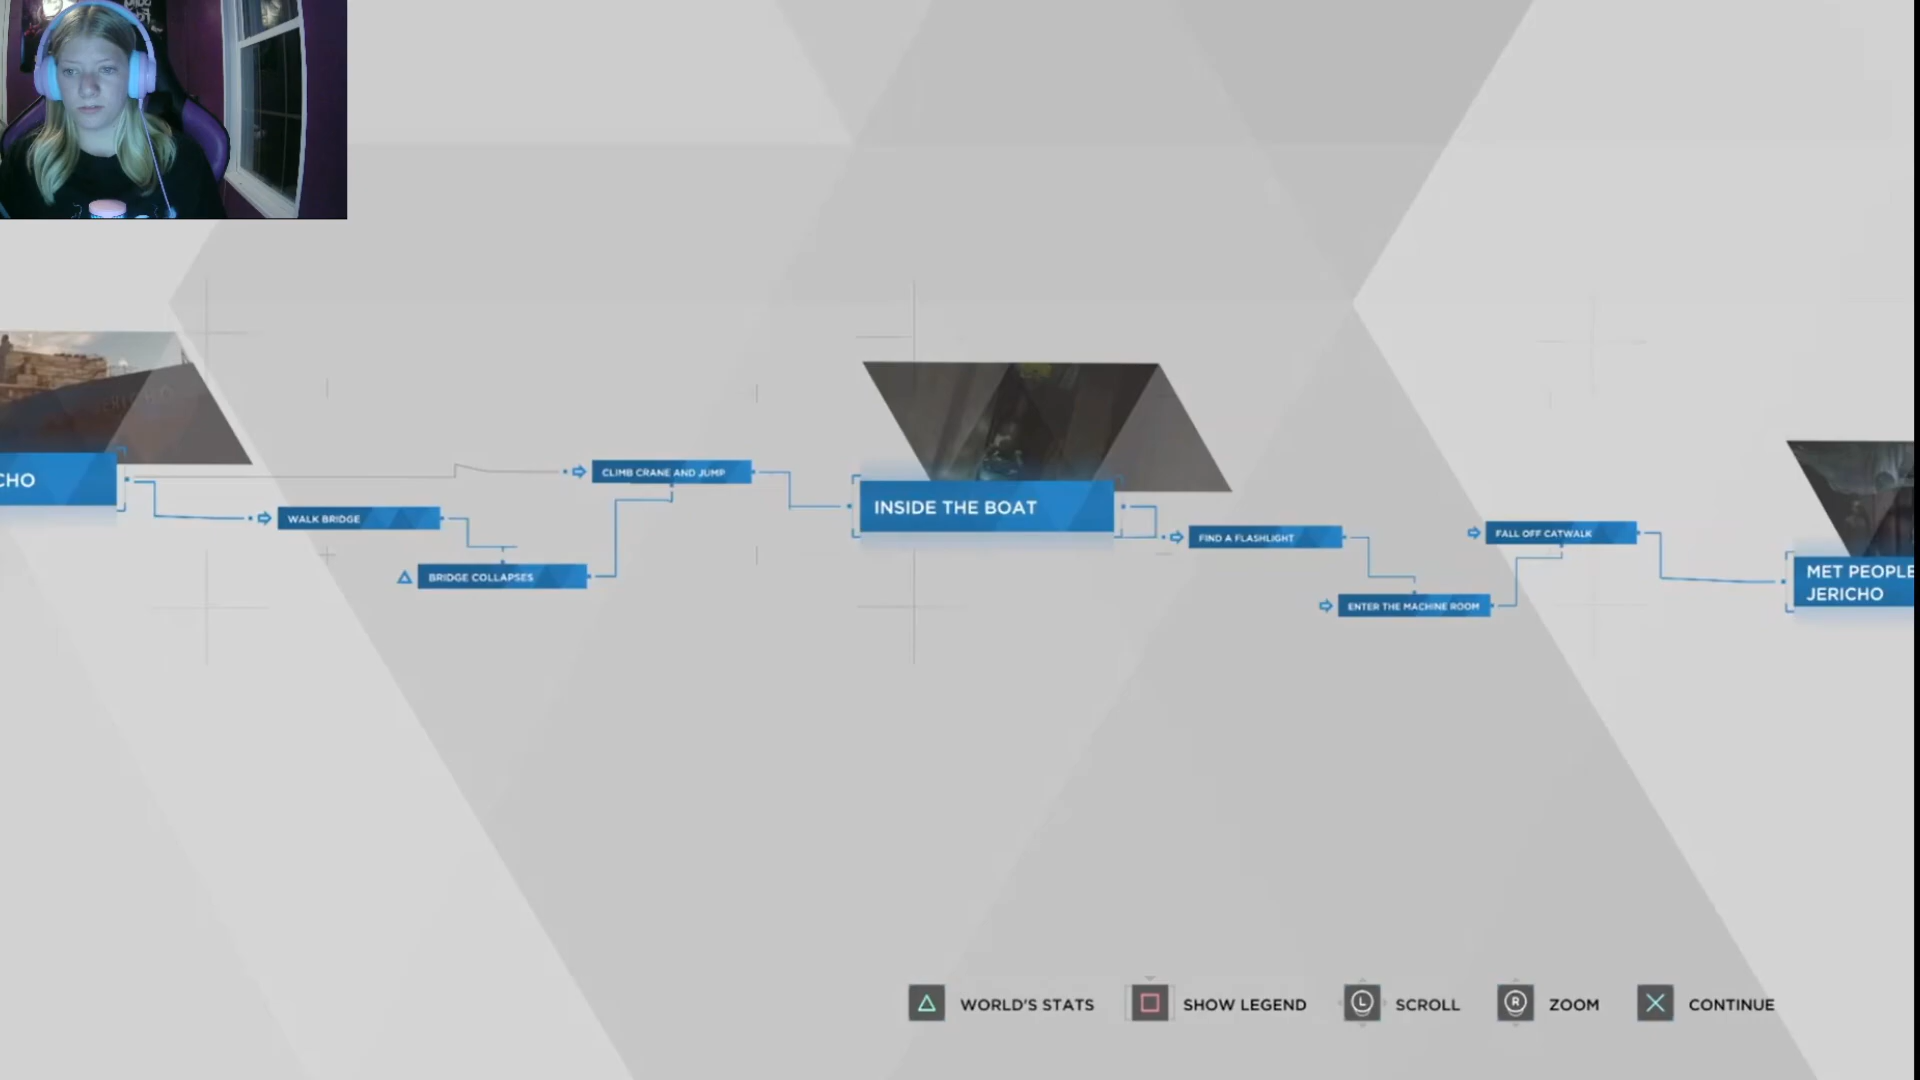 CHO
WALK BRIDGE
BRIDGE COLLAPSES
CLIMB CRANE AND JUMP
INSIDE THE BOAT
FIND A FLASHLIGHT
ENTER THE MACHINE ROOM
FALL OFF CATWALK
MET PEOPLE
JERICHO
WORLD'S STATS
SHOW LEGEND
L
SCROLL
R
ZOOM
CONTINUE